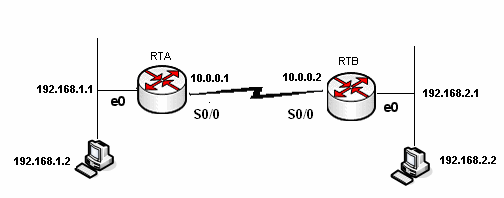 RTA
RTB
10.0.0.1
10.0.0.2
192.168.1.1
192.168.2.1
e0
e0
S0/0
S0/0
192.168.1.2
192.168.2.2